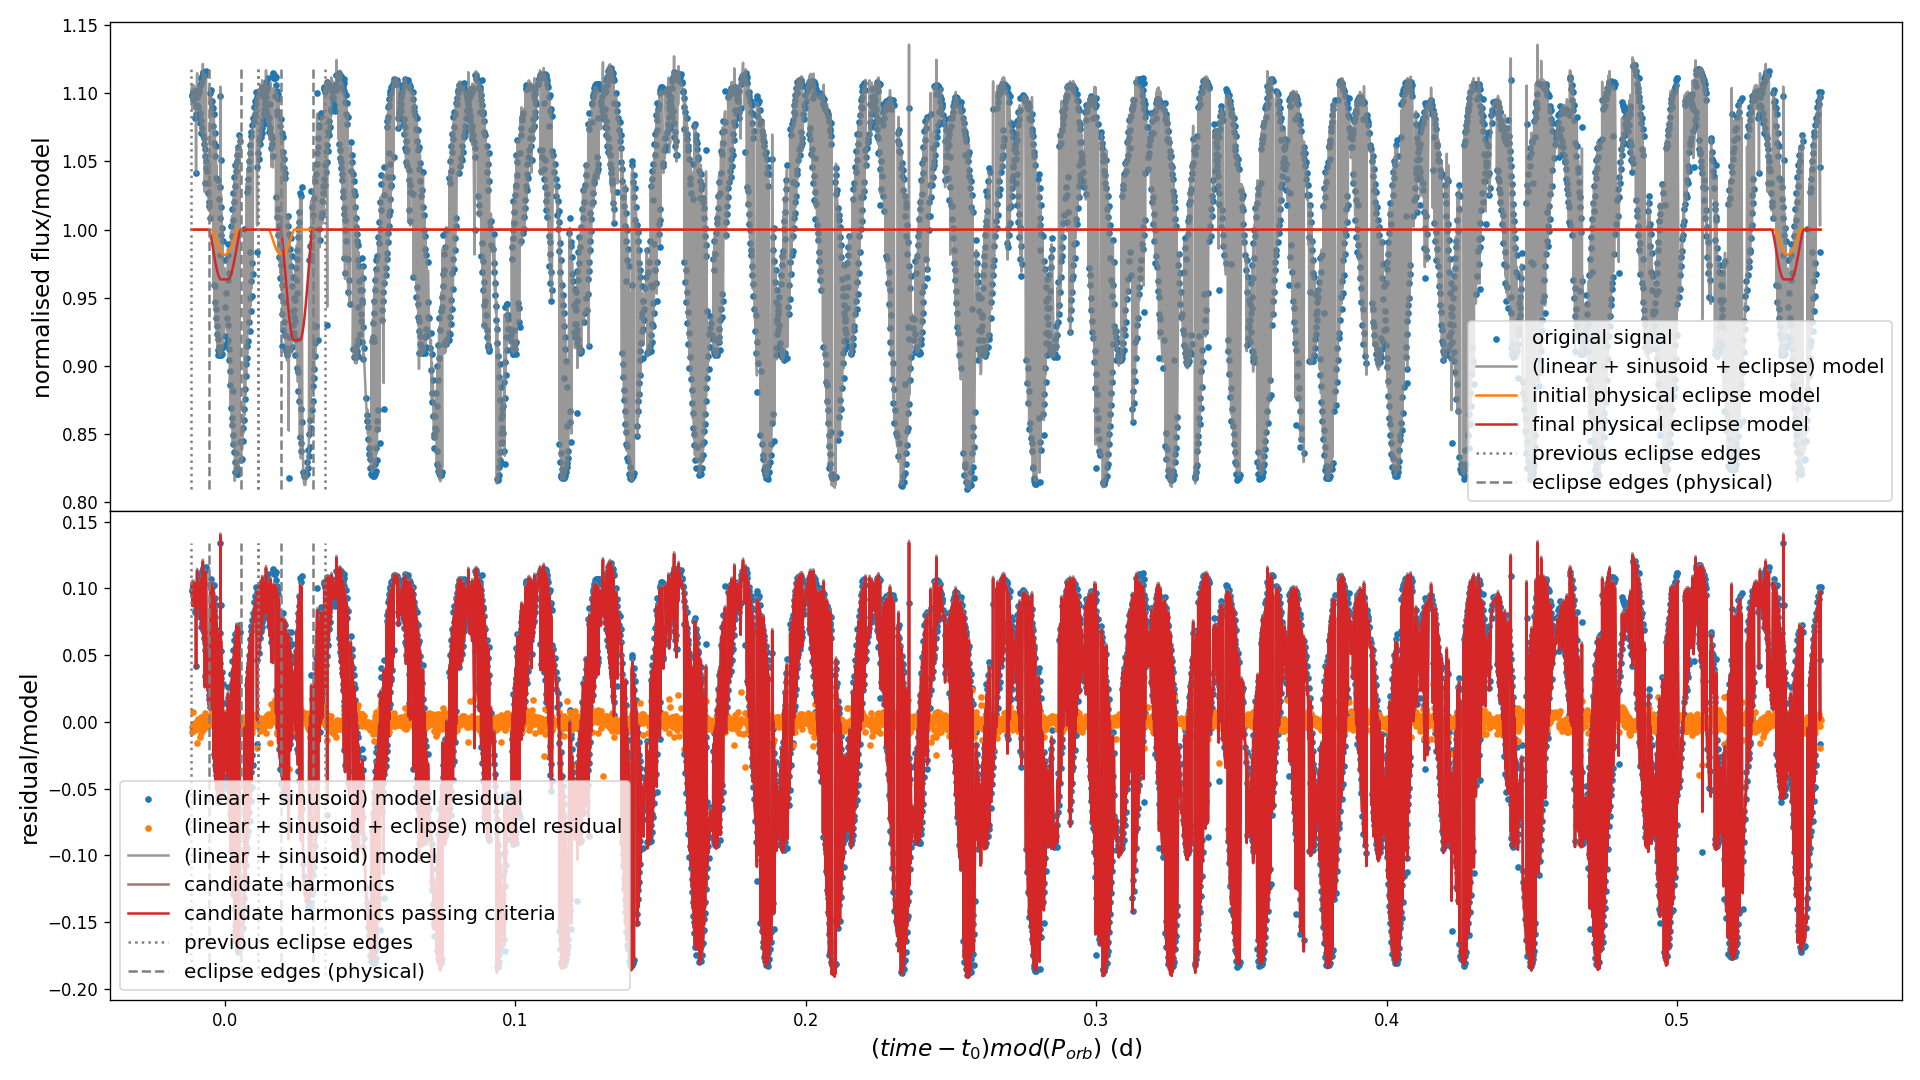 normalised flux/model
1.15
1.10
1.05
1.00
0.95
0.90
0.85
0.80
original signal
(linear + sinusoid + eclipse) model
initial physical eclipse model
final physical eclipse model
previous eclipse edges
eclipse edges (physical)
residual/model
0.15
0.10
0.05
0.00
−0.05
−0.10
−0.15
−0.20
(linear + sinusoid) model residual
(linear + sinusoid + eclipse) model residual
(linear + sinusoid) model
candidate harmonics
candidate harmonics passing criteria
previous eclipse edges
eclipse edges (physical)
0.0 0.1 0.2 0.3 0.4 0.5
(time − t₀)mod(P_orb) (d)